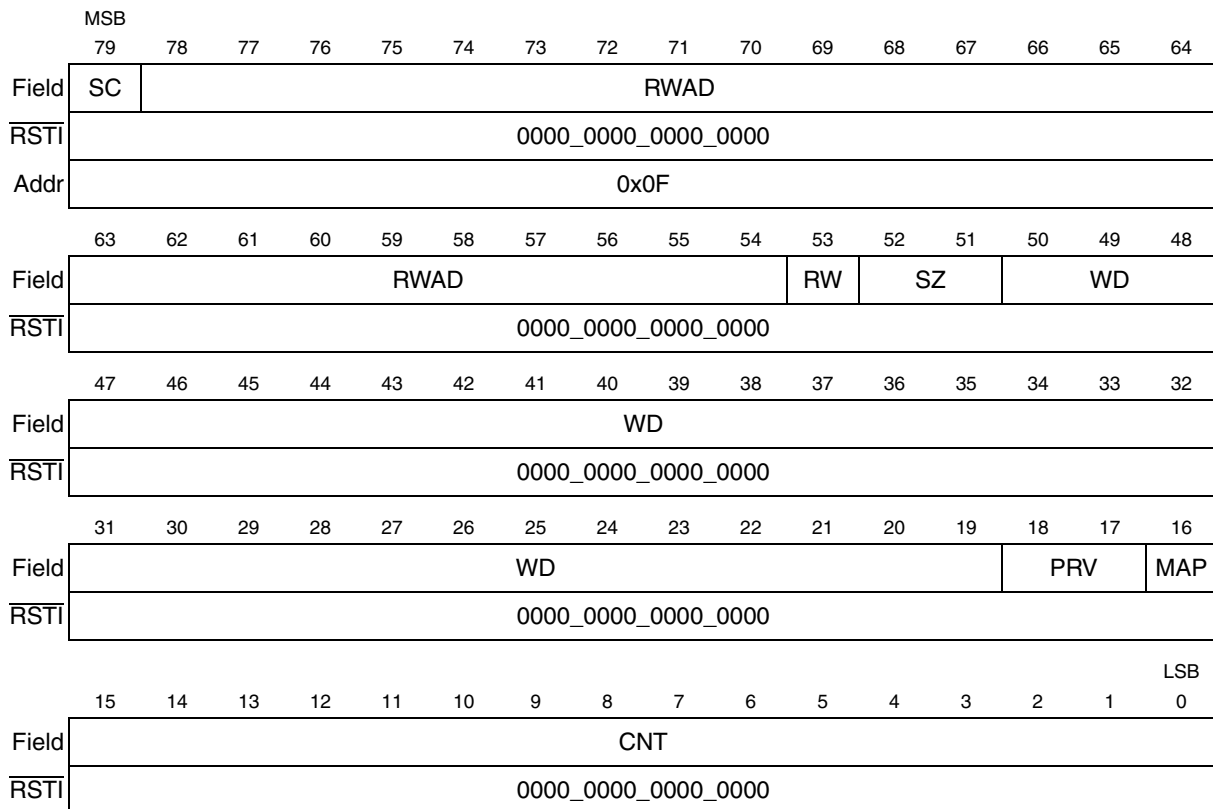 MSB
79 78 77 76 75 74 73 72 71 70 69 68 67 66 65 64
Field SC RWAD
RSTI 0000_0000_0000_0000
Addr 0x0F
63 62 61 60 59 58 57 56 55 54 53 52 51 50 49 48
Field RWAD RW SZ WD
RSTI 0000_0000_0000_0000
47 46 45 44 43 42 41 40 39 38 37 36 35 34 33 32
Field WD
RSTI 0000_0000_0000_0000
31 30 29 28 27 26 25 24 23 22 21 20 19 18 17 16
Field WD PRV MAP
RSTI 0000_0000_0000_0000
LSB
15 14 13 12 11 10 9 8 7 6 5 4 3 2 1 0
Field CNT
RSTI 0000_0000_0000_0000